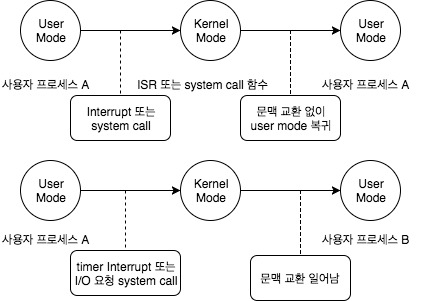 User
Mode
Kernel
Mode
User
Mode
사용자 프로세스 A
ISR 또는 system call 함수
사용자 프로세스 A
Interrupt 또는
system call
문맥 교환 없이
user mode 복귀
User
Mode
Kernel
Mode
User
Mode
사용자 프로세스 A
사용자 프로세스 B
timer Interrupt 또는
I/O 요청 system call
문맥 교환 일어남